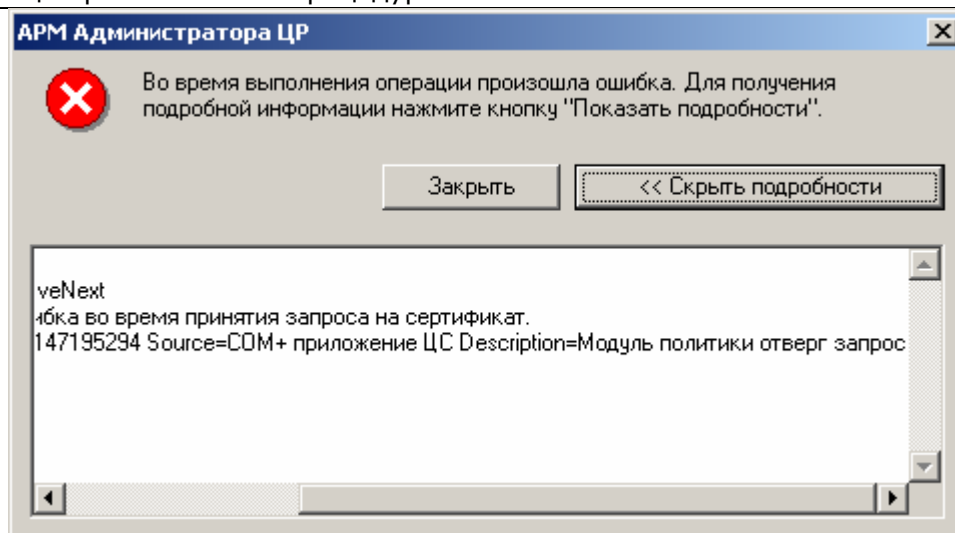 АРМ Администратора ЦР
Во время выполнения операции произошла ошибка. Для получения
подробной информации нажмите кнопку "Показать подробности".
Закрыть
<< Скрыть подробности
veNext
бка во время принятия запроса на сертификат.
147195294 Source=COM+ приложение ЦС Description=Модуль политики отверг запрос